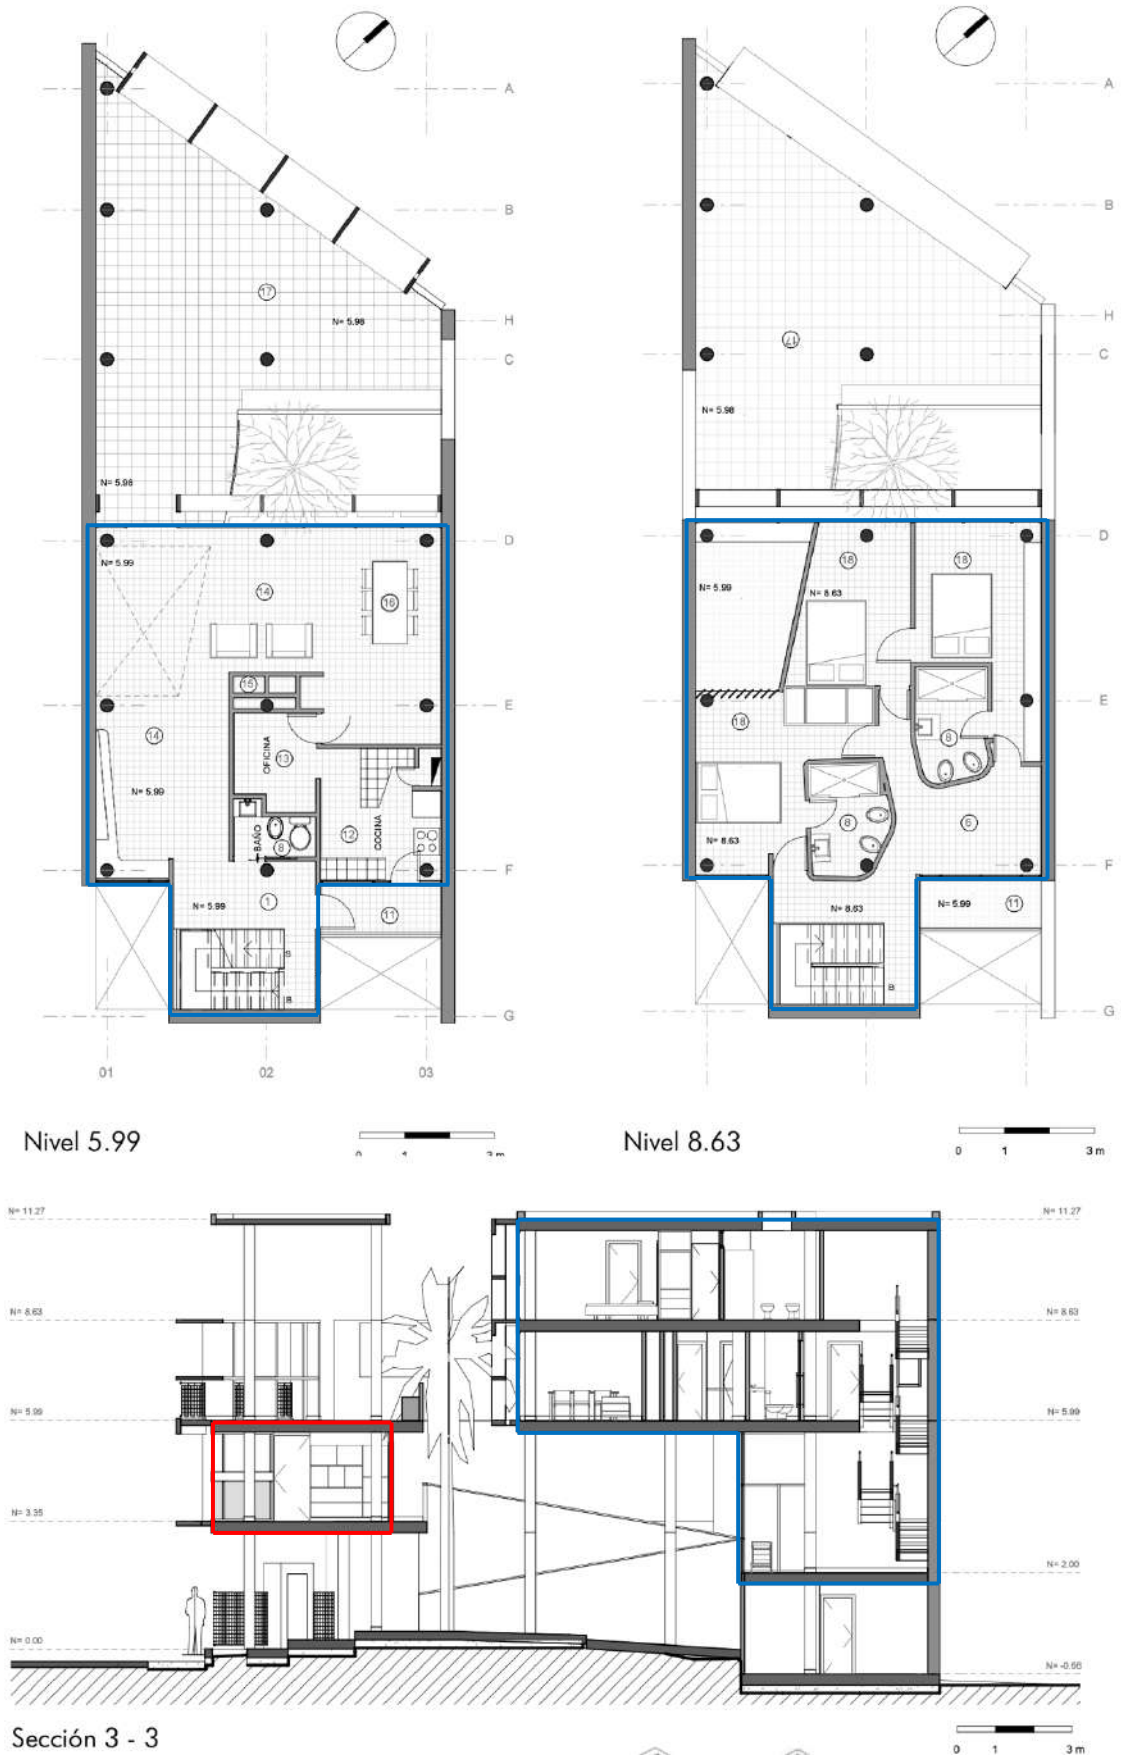 A
B
17
N= 5.98
H
C
N= 5.98
D
N= 5.99
14
16
15
E
14
OFICINA
13
N= 5.99
12
COCINA
BAÑO
8
F
1
N= 5.99
11
S
B
G
01 02 03
Nivel 5.99
0 1 3 m
A
B
H
17
C
N= 5.98
D
18
18
N= 5.99
N= 8.63
E
18
8
8
6
N= 8.63
F
N= 8.63
N= 5.99
11
B
G
Nivel 8.63
0 1 3 m
N= 11.27 N= 11.27
N= 8.63 N= 8.63
N= 5.99 N= 5.99
N= 3.35
N= 2.00
N= 0.00
N= -0.66
Sección 3 - 3
0 1 3 m